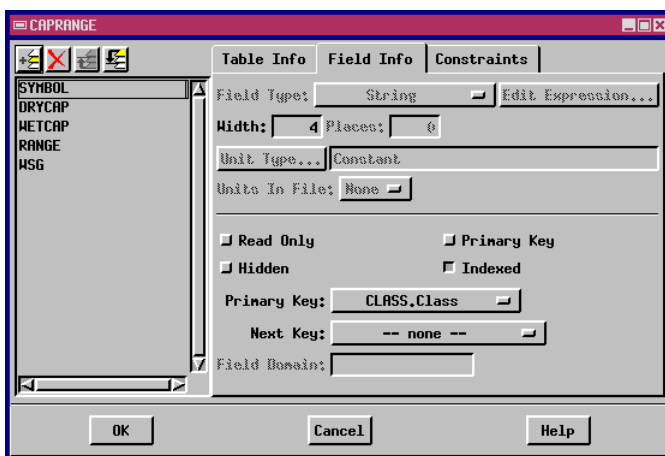 CAPRANGE
Table Info Field Info Constraints
SYMBOL
DRYCAP
WETCAP
RANGE
WSG
Field Type: String Edit Expression...
Width: 4 Places: 0
Unit Type... Constant
Units In File: None
Read Only Primary Key
Hidden Indexed
Primary Key: CLASS.Class
Next Key: -- none --
Field Domain:
OK Cancel Help